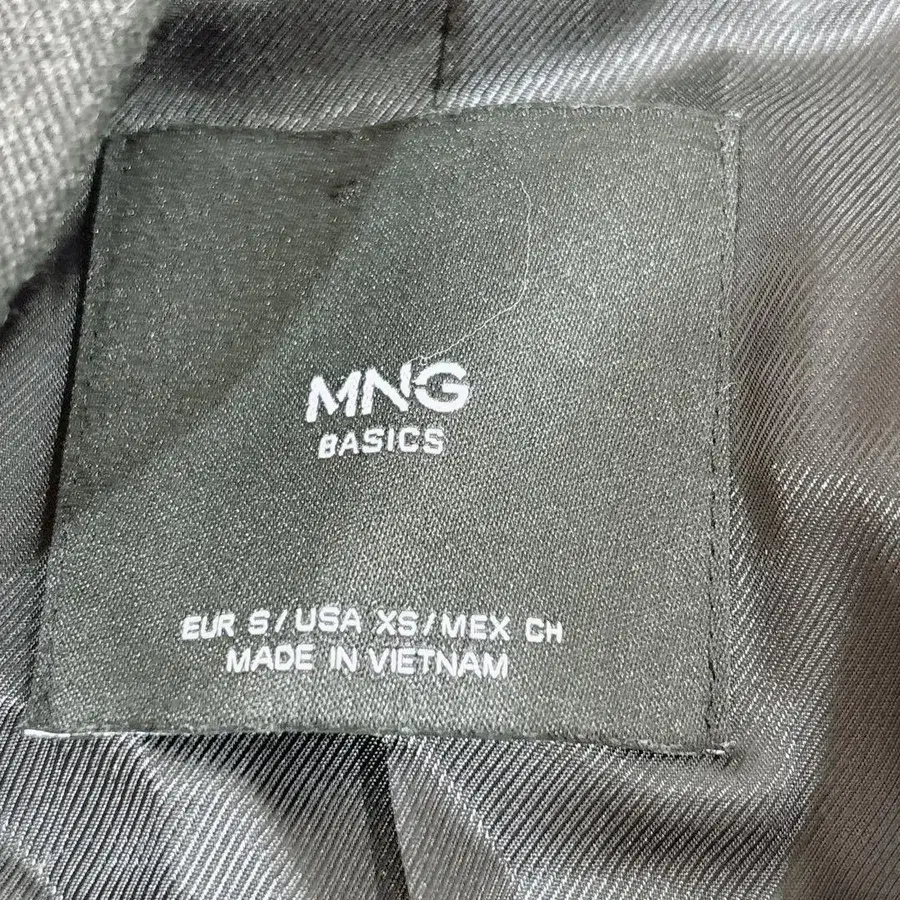 MNG
BASICS
EUR S/USA XS/MEX CH
MADE IN VIETNAM